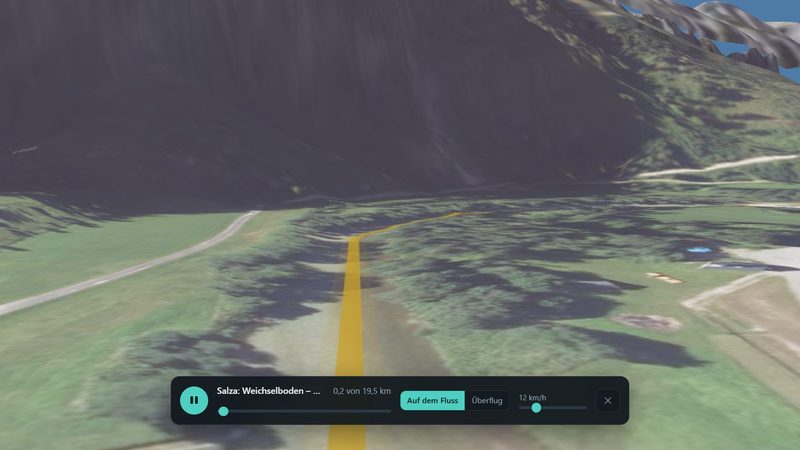 Salza: Weichselboden – ...
0,2 von 19,5 km
Auf dem Fluss
Überflug
12 km/h